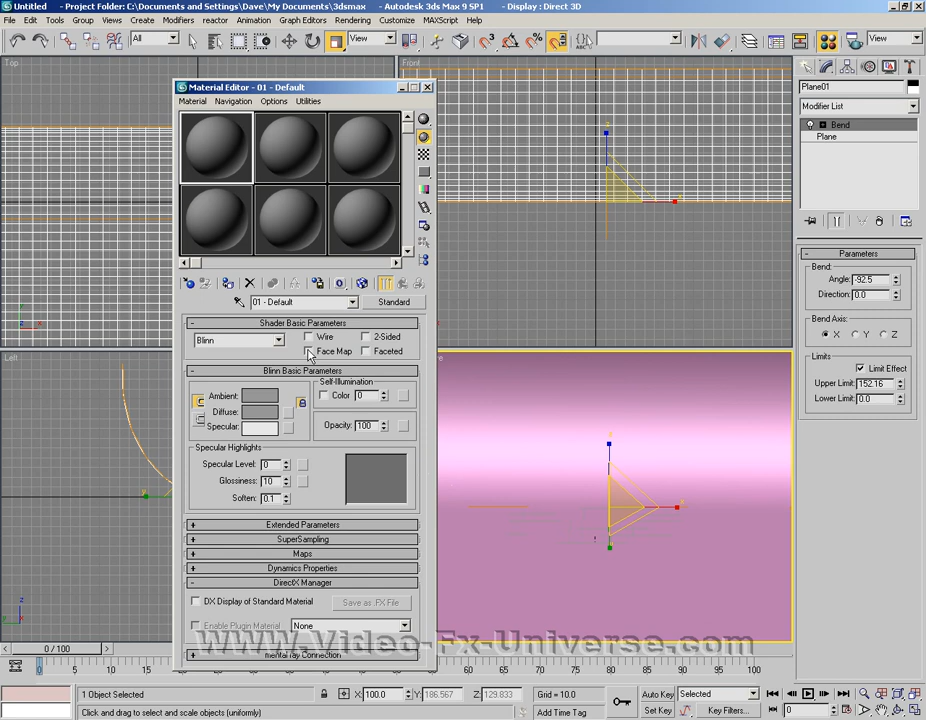 Untitled - Project Folder: C:\Documents and Settings\Dave\My Documents\3dsmax - Autodesk 3ds Max 9 SP1 - Display : Direct 3D
File Edit Tools Group Views Create Modifiers reactor Animation Graph Editors Rendering Customize MAXScript Help
All View View
Top Front
Material Editor - 01 - Default
Material Navigation Options Utilities
Plane01
Modifier List
Bend
Plane
01 - Default Standard
Shader Basic Parameters
Blinn Wire 2-Sided
Face Map Faceted
Blinn Basic Parameters
Self-Illumination
Ambient: Color 0
Diffuse:
Specular: Opacity: 100
Specular Highlights
Specular Level: 0
Glossiness: 10
Soften: 0.1
Extended Parameters
SuperSampling
Maps
Dynamics Properties
DirectX Manager
DX Display of Standard Material Save as .FX File
Enable Plugin Material None
mental ray Connection
Left
Parameters
Bend:
Angle: -92.5
Direction: 0.0
Bend Axis:
X Y Z
Limits
Limit Effect
Upper Limit: 152.16
Lower Limit: 0.0
www.Video-Fx-Universe.com
0 / 100
0 5 10 15 60 65 70 75 80 85 90 95 100
1 Object Selected X: 100.0 Y: 186.567 Z: 129.833 Grid = 10.0 Auto Key Selected
Click and drag to select and scale objects (uniformly) Add Time Tag Set Key Key Filters... 0